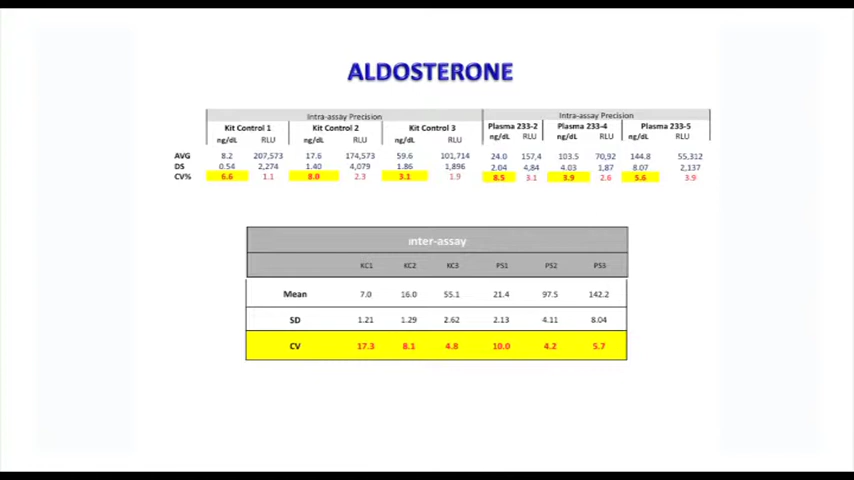 ALDOSTERONE
Intra-assay Precision Intra-assay Precision
Kit Control 1 Kit Control 2 Kit Control 3 Plasma 233-2 Plasma 233-4 Plasma 233-5
ng/dL RLU ng/dL RLU ng/dL RLU ng/dL RLU ng/dL RLU ng/dL RLU
AVG 8.2 207,573 17.6 174,573 59.6 101,714 24.0 157,4 103.5 70,92 144.8 55,312
DS 0.54 2,274 1.40 4,079 1.86 1,896 2.04 4,84 4.03 1,87 8.07 2,137
CV% 6.6 1.1 8.0 2.3 3.1 1.9 8.5 3.1 3.9 2.6 5.6 3.9
Inter-assay
KC1 KC2 KC3 PS1 PS2 PS3
Mean 7.0 16.0 55.1 21.4 97.5 142.2
SD 1.21 1.29 2.62 2.13 4.11 8.04
CV 17.3 8.1 4.8 10.0 4.2 5.7